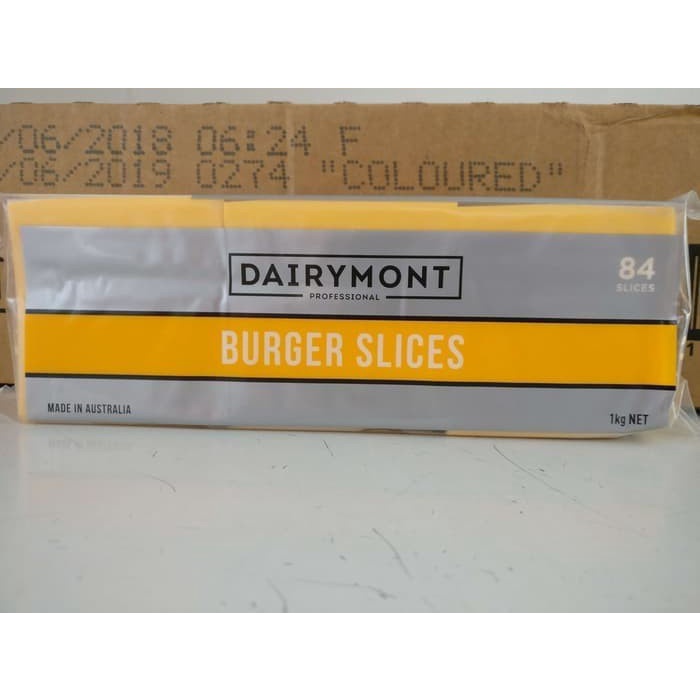 /06/2018 06:24 F
/06/2019 0274 "COLOURED"
DAIRYMONT
PROFESSIONAL
84
SLICES
BURGER SLICES
MADE IN AUSTRALIA
1kg NET
1